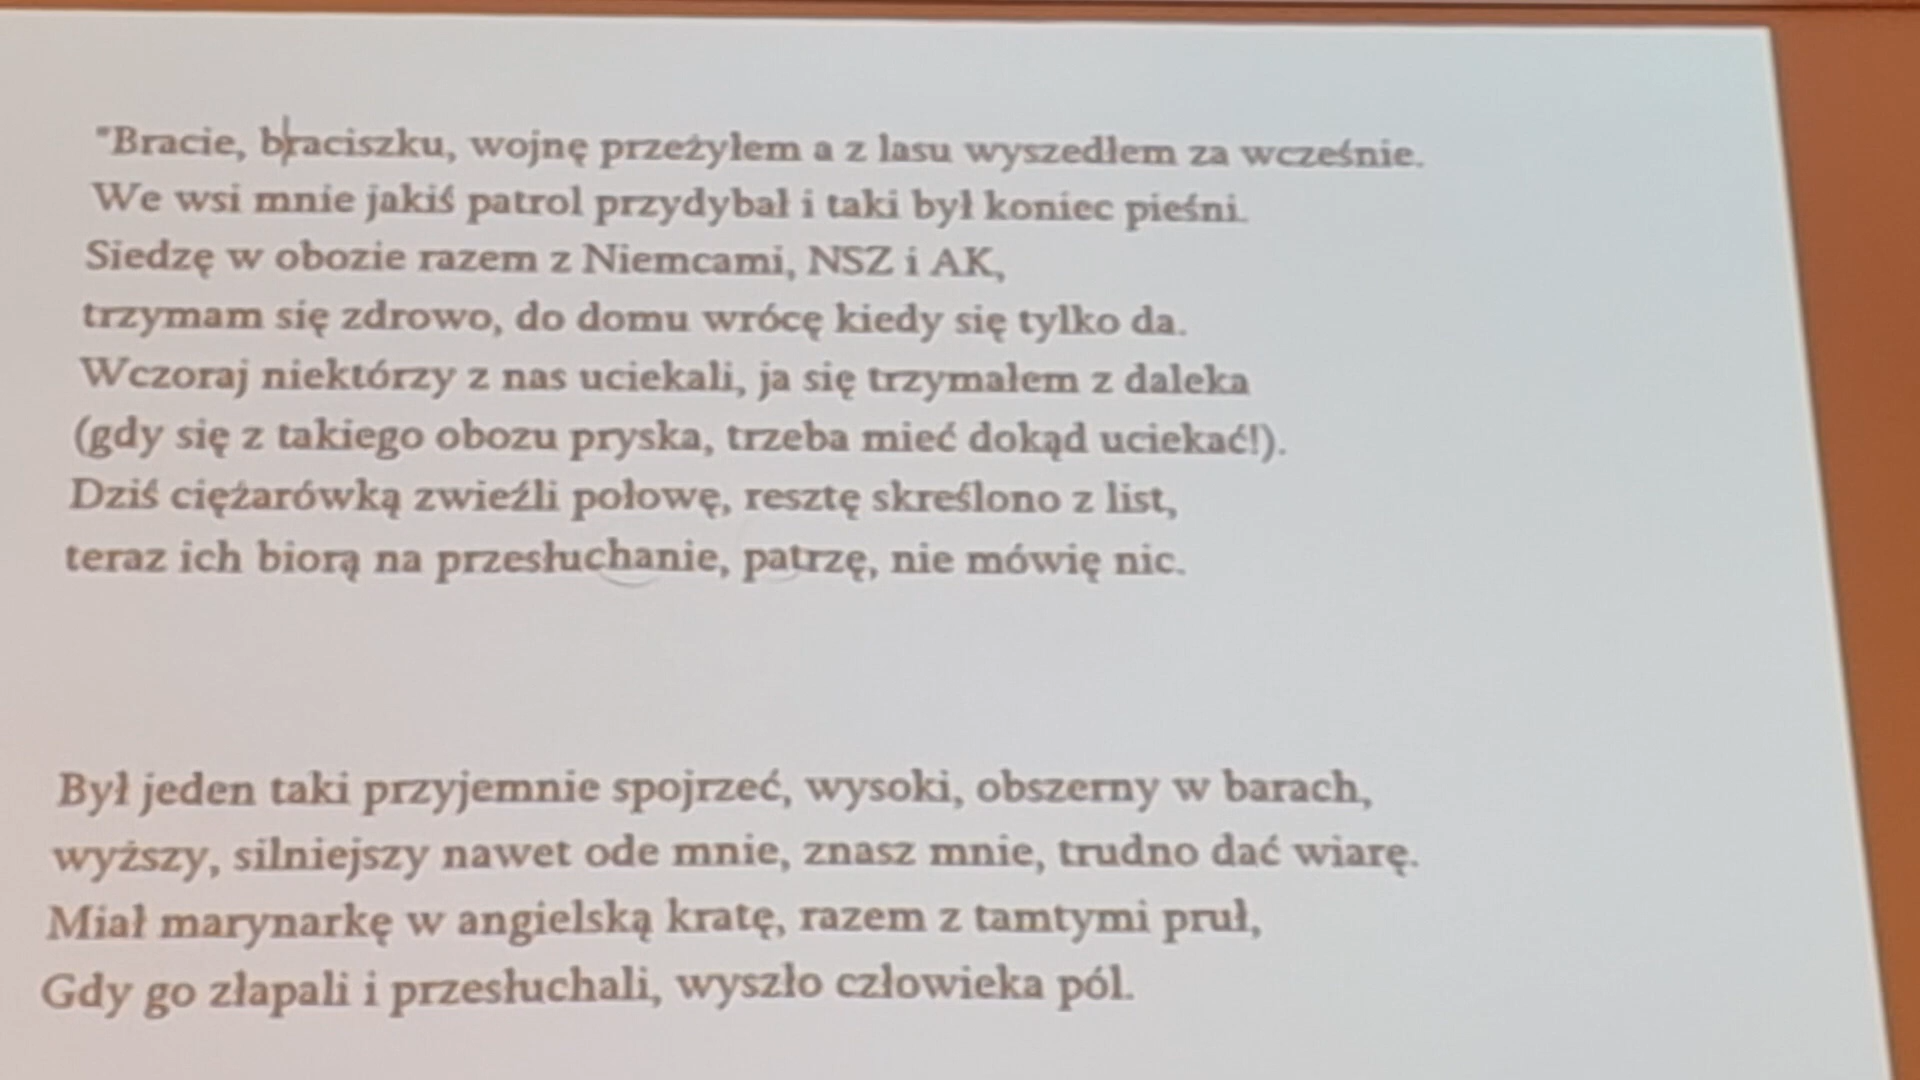 "Bracie, braciszku, wojnę przeżyłem a z lasu wyszedłem za wcześnie.
We wsi mnie jakiś patrol przydybał i taki był koniec pieśni.
Siedzę w obozie razem z Niemcami, NSZ i AK,
trzymam się zdrowo, do domu wrócę kiedy się tylko da.
Wczoraj niektórzy z nas uciekali, ja się trzymałem z daleka
(gdy się z takiego obozu pryska, trzeba mieć dokąd uciekać!).
Dziś ciężarówką zwieźli połowę, resztę skreślono z list,
teraz ich biorą na przesłuchanie, patrzę, nie mówię nic.
Był jeden taki przyjemnie spojrzeć, wysoki, obszerny w barach,
wyższy, silniejszy nawet ode mnie, znasz mnie, trudno dać wiarę.
Miał marynarkę w angielską kratę, razem z tamtymi pruł,
Gdy go złapali i przesłuchali, wyszło człowieka pól.